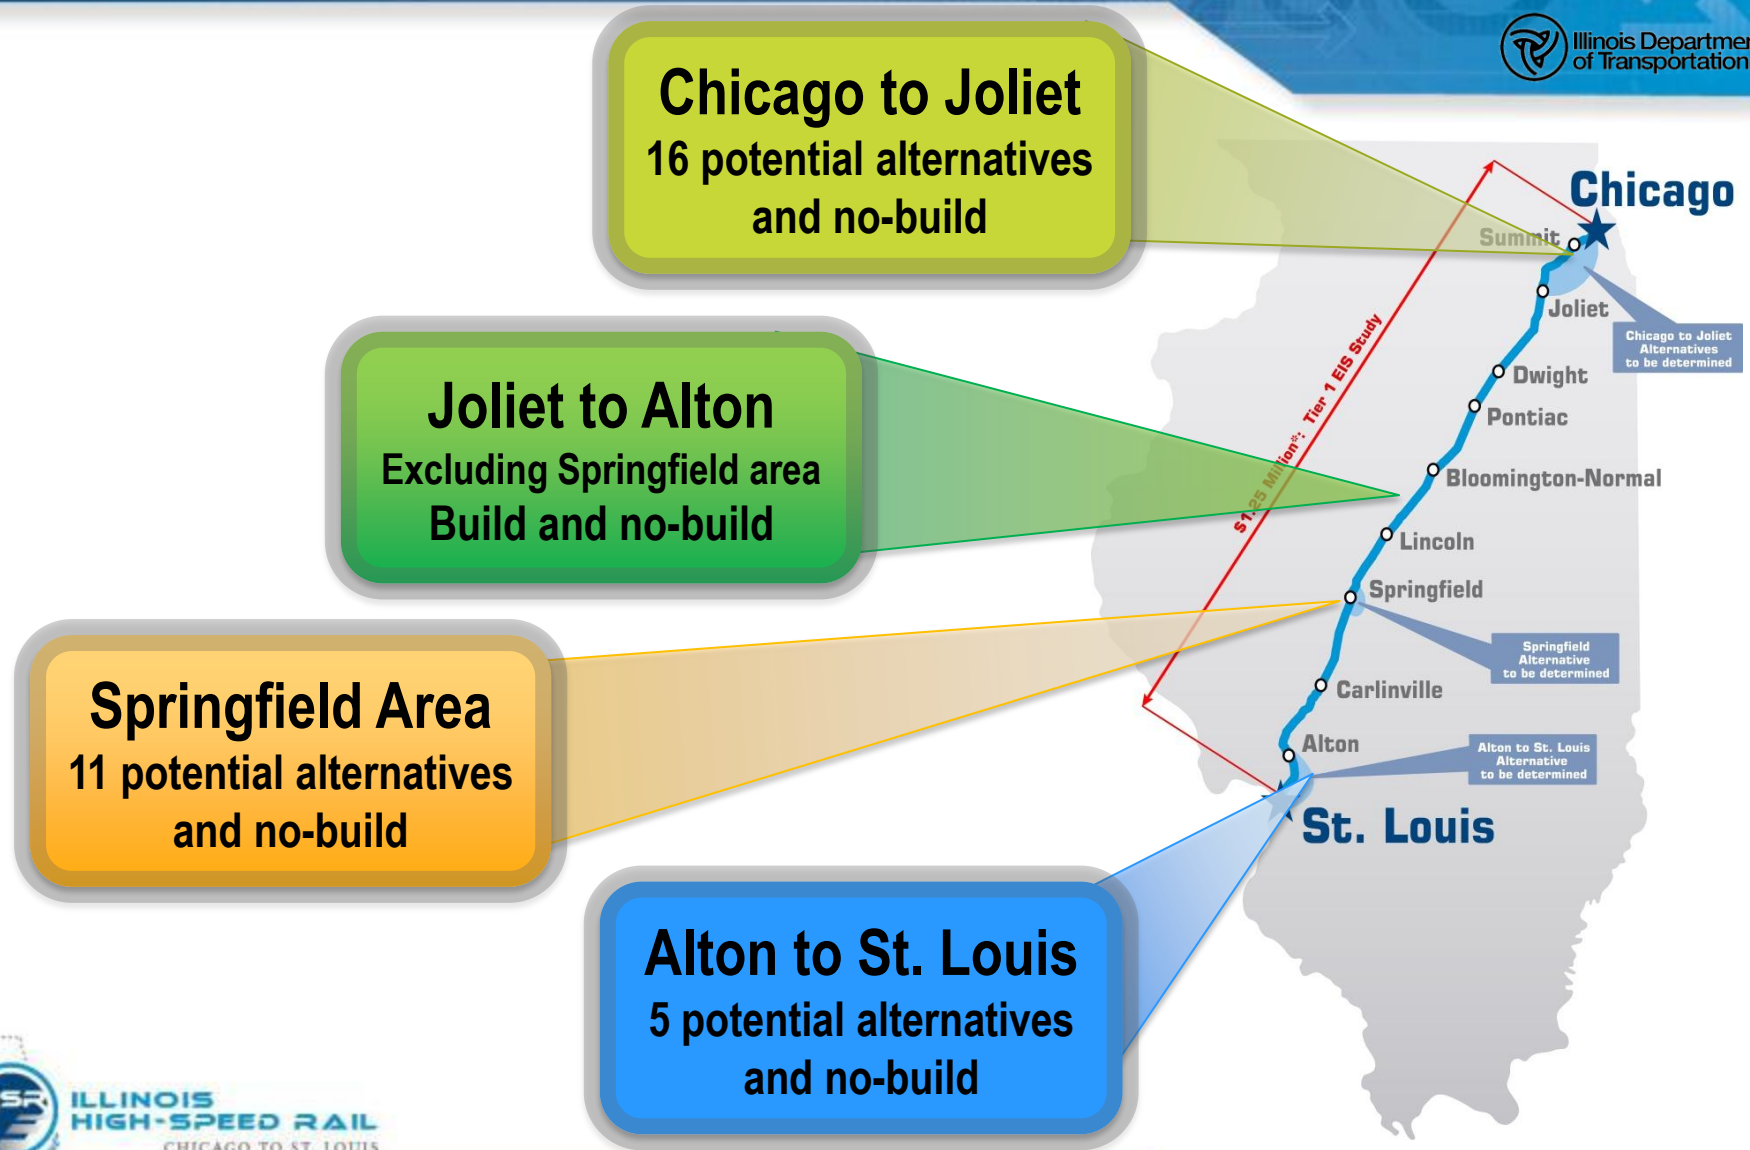 Illinois Departmen
of Transportation
Chicago to Joliet
16 potential alternatives
and no-build
Chicago
Summit
Joliet
Chicago to Joliet
Alternatives
to be determined
Dwight
Pontiac
Bloomington-Normal
Lincoln
Springfield
Springfield
Alternative
to be determined
Carlinville
Alton
Alton to St. Louis
Alternative
to be determined
St. Louis
$1.25 Million*: Tier 1 EIS Study
Joliet to Alton
Excluding Springfield area
Build and no-build
Springfield Area
11 potential alternatives
and no-build
Alton to St. Louis
5 potential alternatives
and no-build
SR
ILLINOIS
HIGH-SPEED RAIL
CHICAGO TO ST. LOUIS